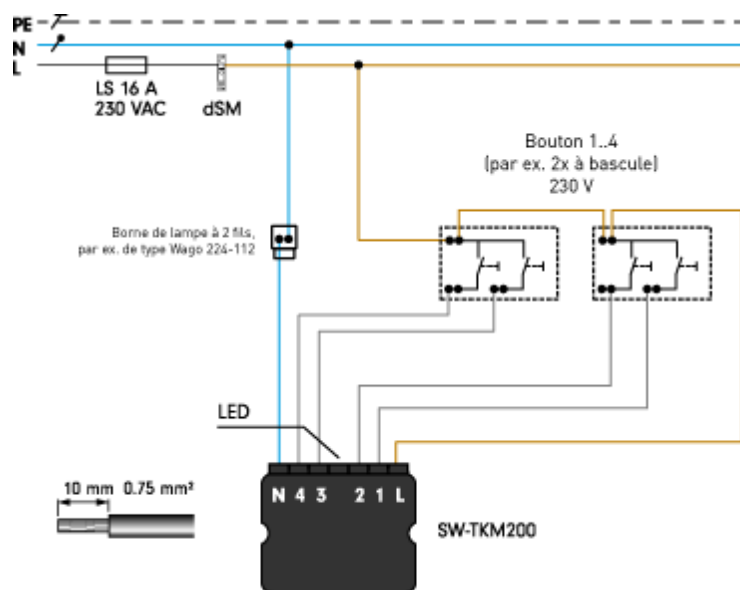 PE
N
L
LS 16 A
230 VAC
dSM
Bouton 1..4
(par ex. 2x à bascule)
230 V
Borne de lampe à 2 fils,
par ex. de type Wago 224-112
LED
10 mm 0.75 mm²
N 4 3 2 1 L
SW-TKM200